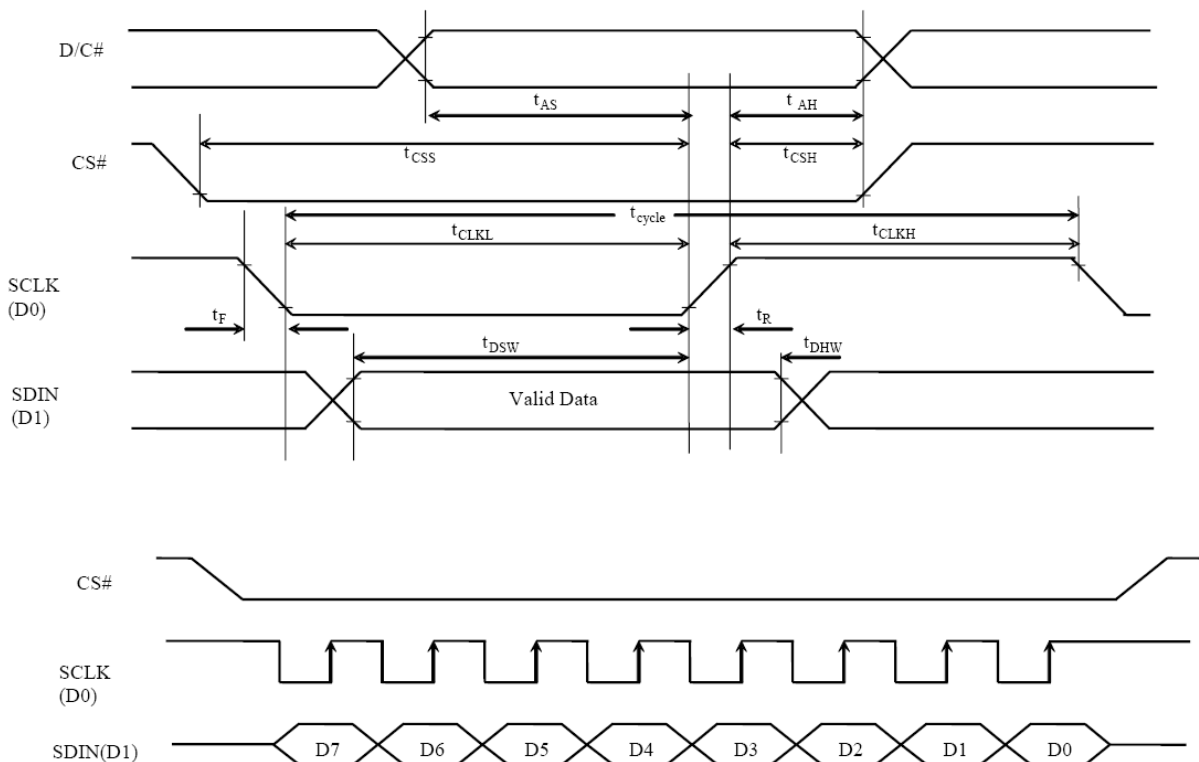 D/C#
tAS
t AH
CS#
tCSS
tCSH
tcycle
tCLKL
tCLKH
SCLK
(D0)
tF
tR
tDSW
tDHW
SDIN
(D1)
Valid Data
CS#
SCLK
(D0)
SDIN(D1)
D7 D6 D5 D4 D3 D2 D1 D0